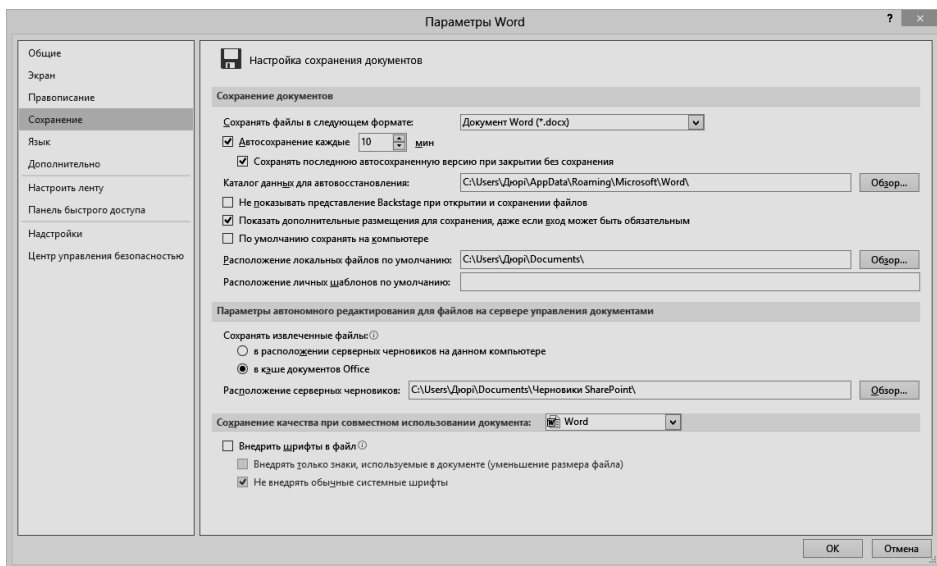 Параметры Word
?
Общие
Экран
Правописание
Сохранение
Язык
Дополнительно
Настроить ленту
Панель быстрого доступа
Надстройки
Центр управления безопасностью
Настройка сохранения документов
Сохранение документов
Сохранять файлы в следующем формате: Документ Word (*.docx)
Автосохранение каждые 10 мин
Сохранять последнюю автосохраненную версию при закрытии без сохранения
Каталог данных для автовосстановления: C:\Users\Дюрі\AppData\Roaming\Microsoft\Word\ Обзор...
Не показывать представление Backstage при открытии и сохранении файлов
Показать дополнительные размещения для сохранения, даже если вход может быть обязательным
По умолчанию сохранять на компьютере
Расположение локальных файлов по умолчанию: C:\Users\Дюрі\Documents\ Обзор...
Расположение личных шаблонов по умолчанию:
Параметры автономного редактирования для файлов на сервере управления документами
Сохранять извлеченные файлы:
в расположении серверных черновиков на данном компьютере
в кэше документов Office
Расположение серверных черновиков: C:\Users\Дюрі\Documents\Черновики SharePoint\ Обзор...
Сохранение качества при совместном использовании документа: Word
Внедрить шрифты в файл
Внедрять только знаки, используемые в документе (уменьшение размера файла)
Не внедрять обычные системные шрифты
ОК Отмена